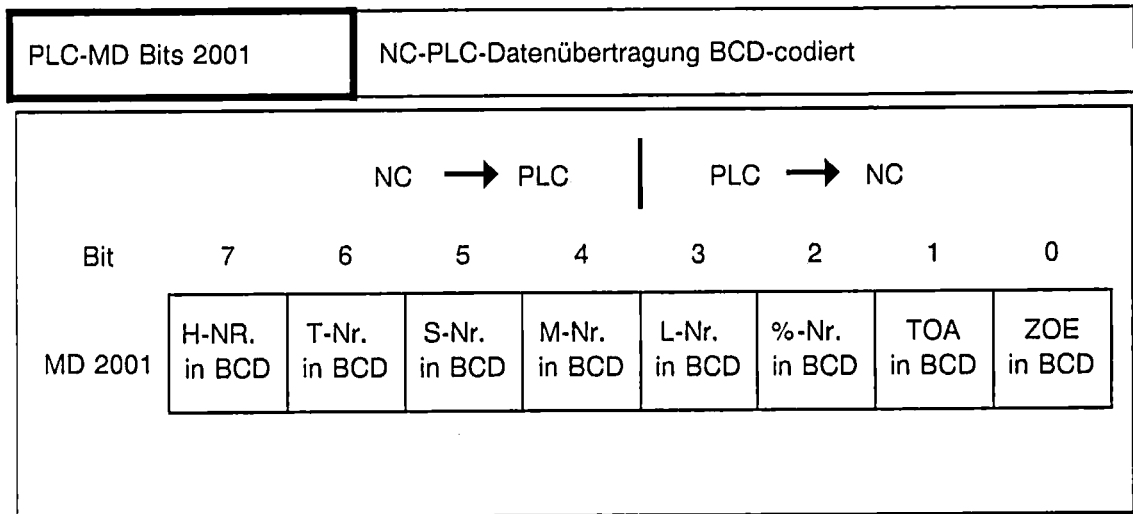 PLC-MD Bits 2001 NC-PLC-Datenübertragung BCD-codiert
NC → PLC | PLC → NC
Bit 7 6 5 4 3 2 1 0
H-NR. T-Nr. S-Nr. M-Nr. L-Nr. %-Nr. TOA ZOE
MD 2001 in BCD in BCD in BCD in BCD in BCD in BCD in BCD in BCD